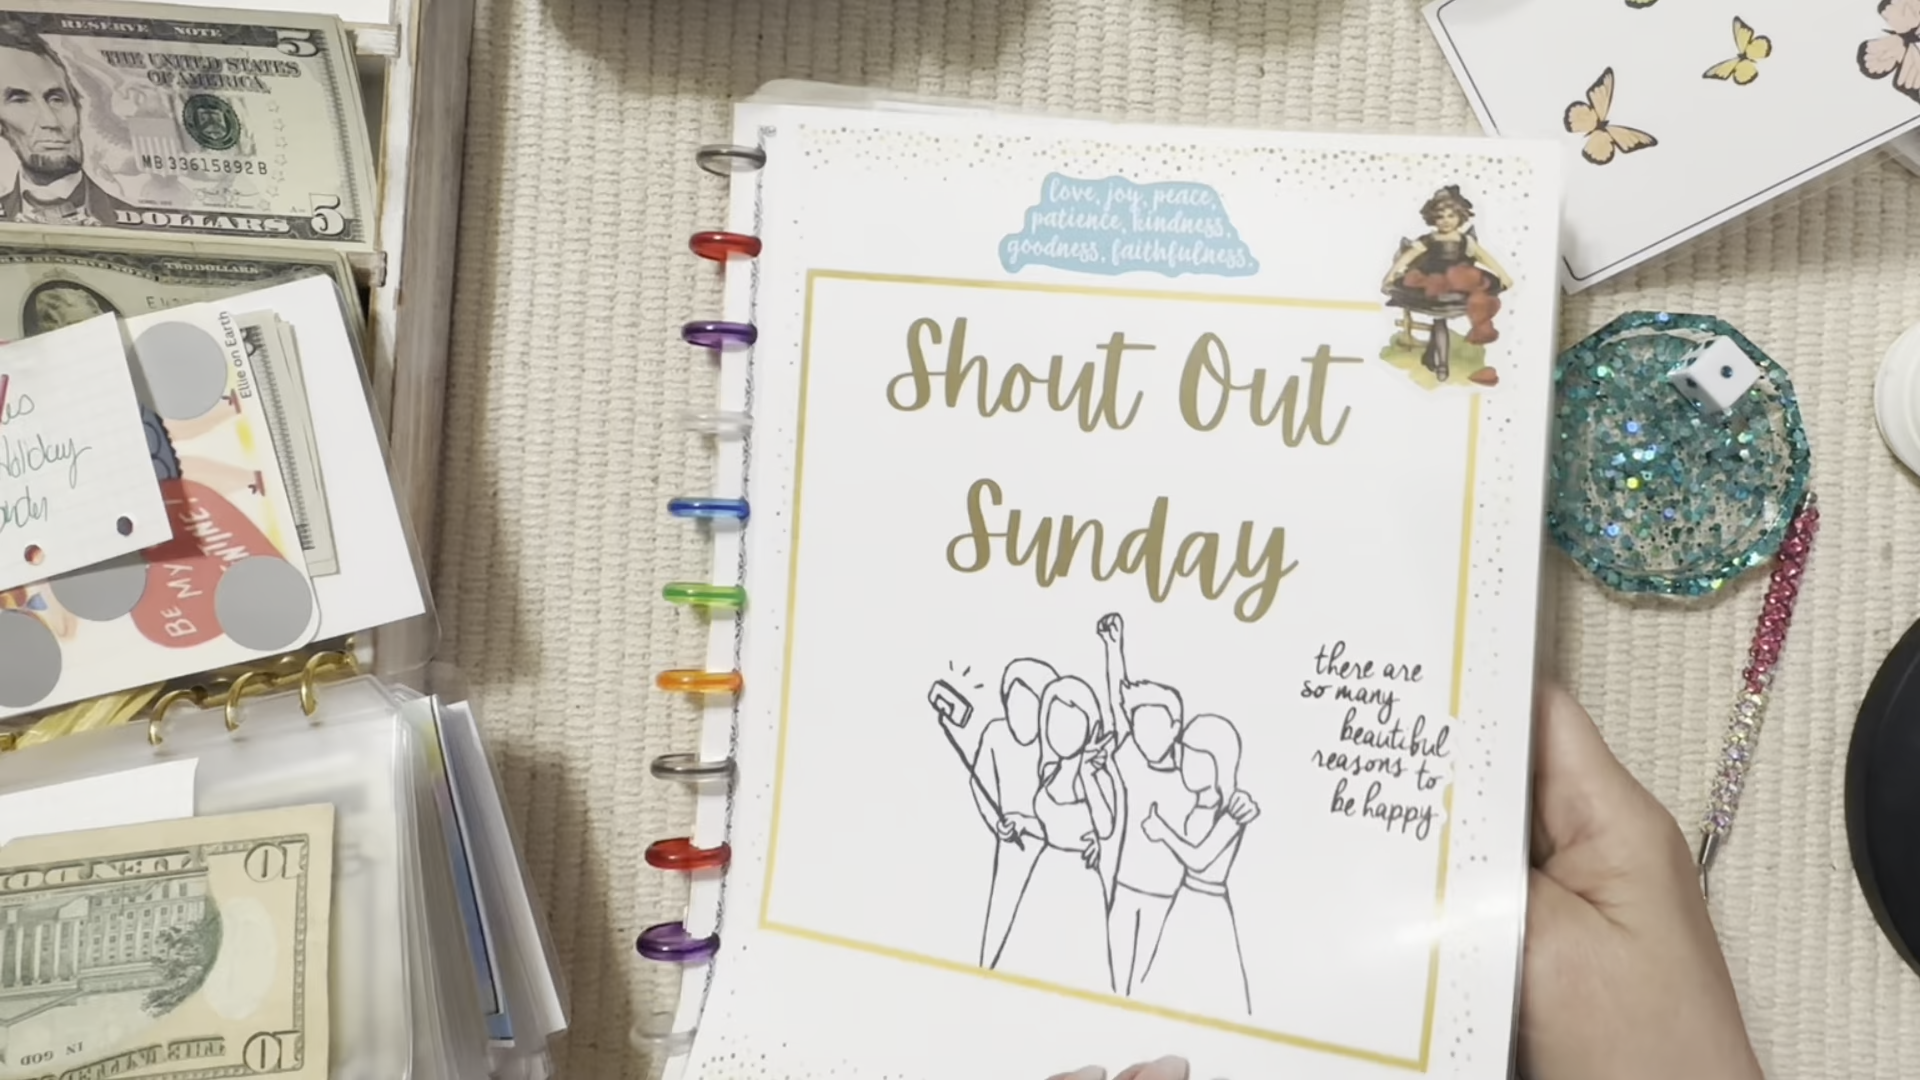 RESERVE NOTE
5
THE UNITED STATES
OF AMERICA
MB 33615892 B
DOLLARS 5
TWO DOLLARS
Holiday
Ellie on Earth
BE MY
10
10
IN GOD
love, joy, peace,
patience, kindness,
goodness, faithfulness,
Shout Out
Sunday
there are
so many
beautiful
reasons to
be happy